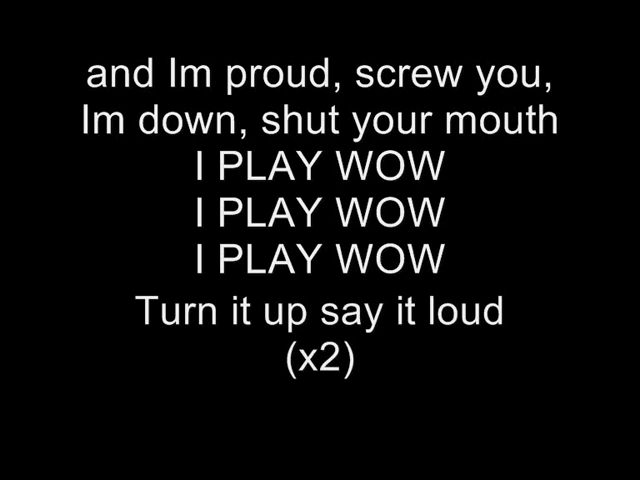 and Im proud, screw you,
Im down, shut your mouth
I PLAY WOW
I PLAY WOW
I PLAY WOW
Turn it up say it loud
(x2)